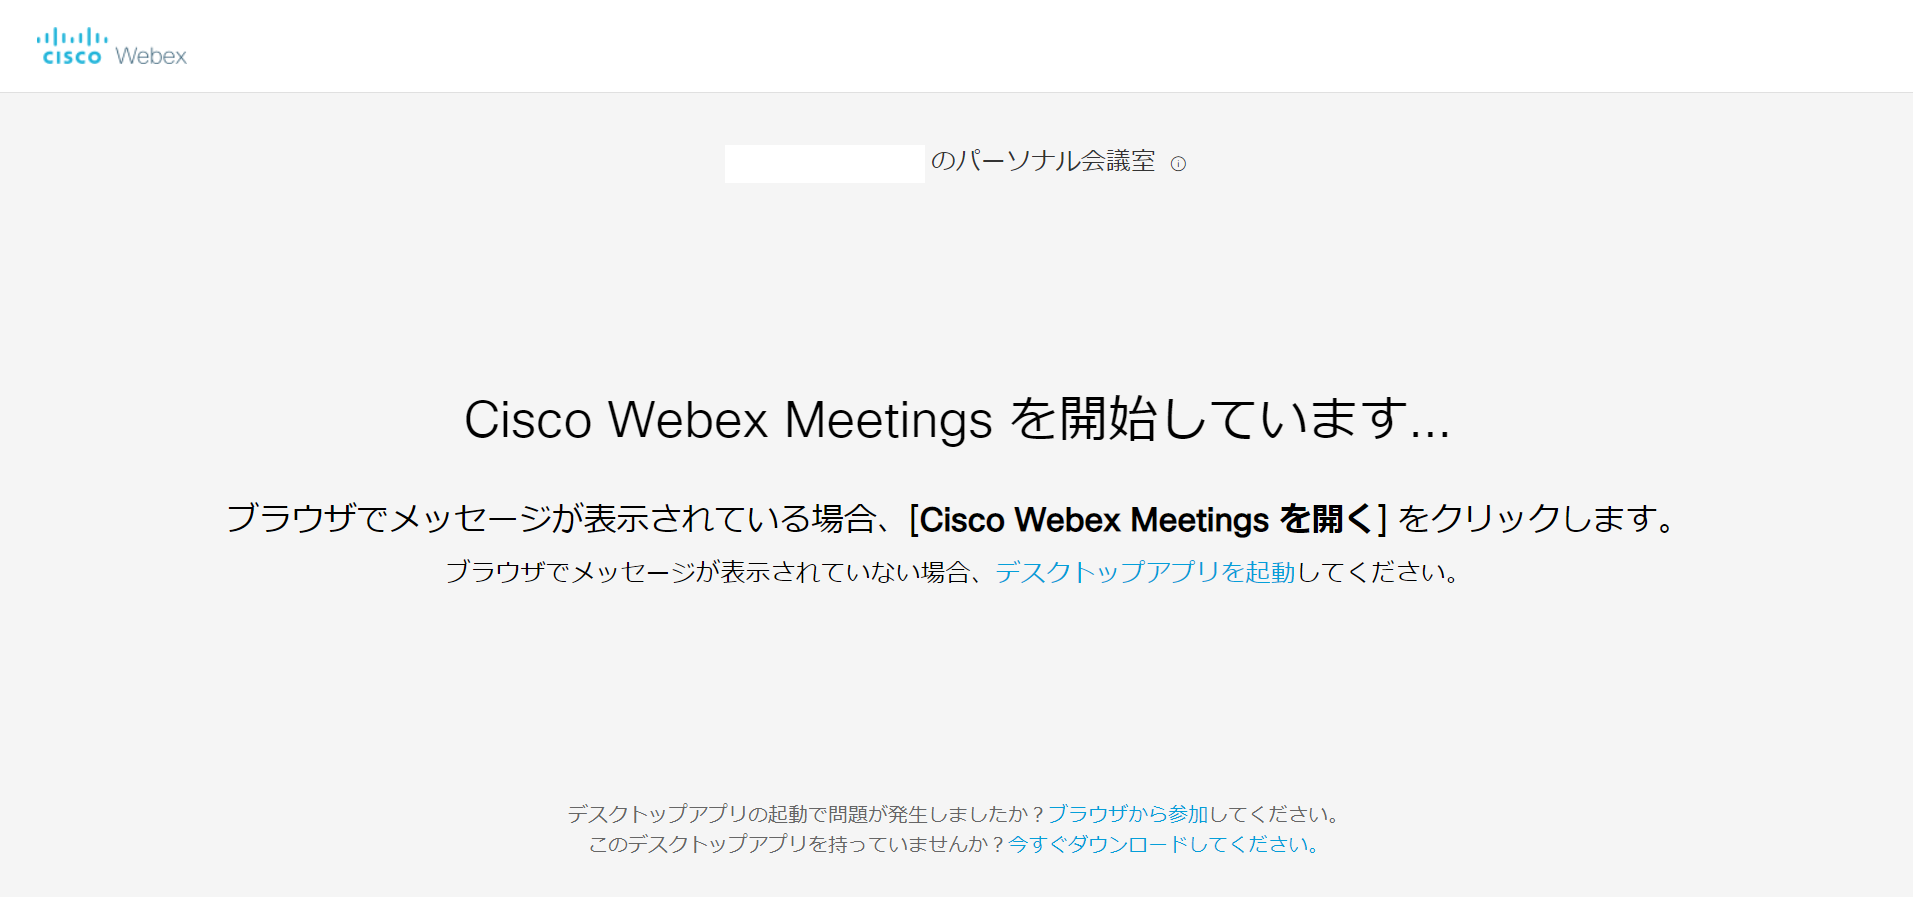 cisco Webex
のパーソナル会議室
Cisco Webex Meetings を開始しています...
ブラウザでメッセージが表示されている場合、[Cisco Webex Meetings を開く] をクリックします。
ブラウザでメッセージが表示されていない場合、デスクトップアプリを起動してください。
デスクトップアプリの起動で問題が発生しましたか？ブラウザから参加してください。
このデスクトップアプリを持っていませんか？今すぐダウンロードしてください。